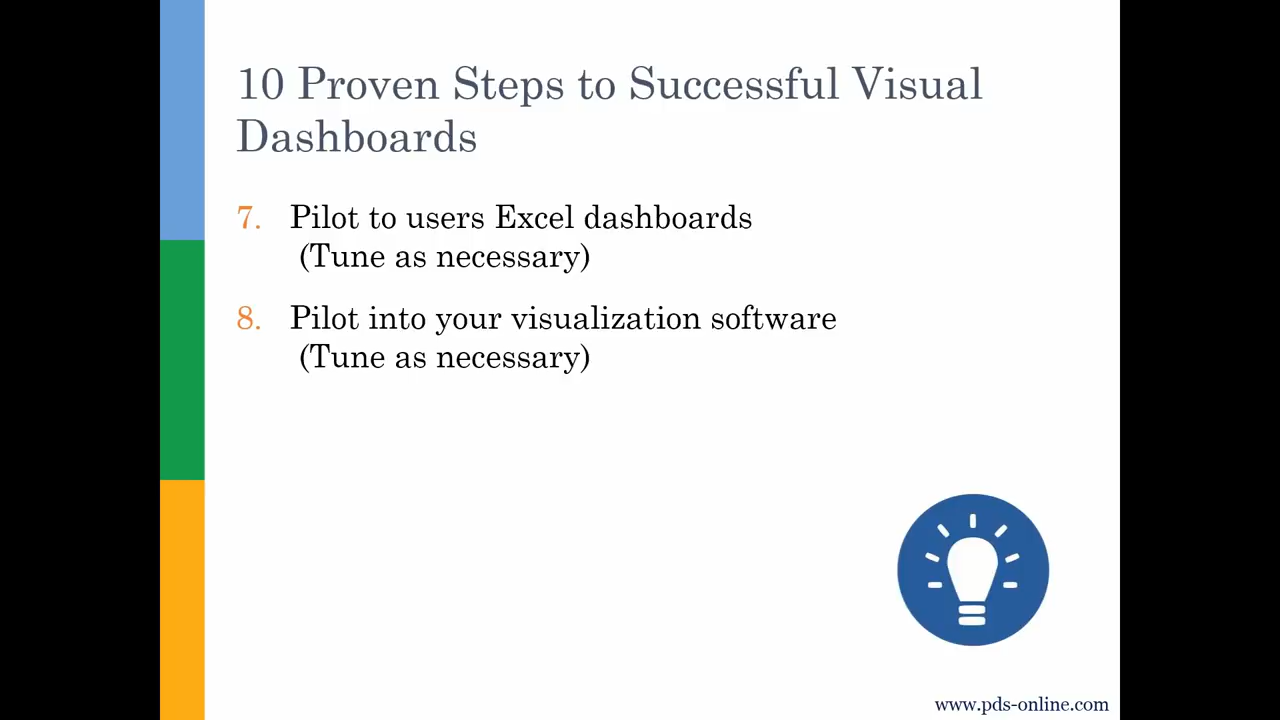 10 Proven Steps to Successful Visual
Dashboards
7. Pilot to users Excel dashboards
(Tune as necessary)
8. Pilot into your visualization software
(Tune as necessary)
www.pds-online.com